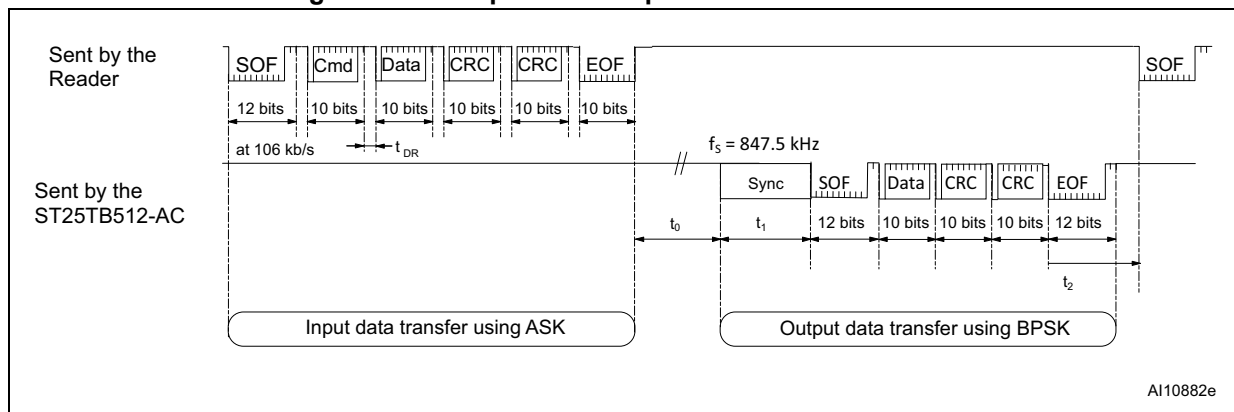 Sent by the
Reader
SOF Cmd Data CRC CRC EOF SOF
12 bits 10 bits 10 bits 10 bits 10 bits 10 bits
at 106 kb/s t DR
fS = 847.5 kHz
Sent by the
ST25TB512-AC
// Sync SOF Data CRC CRC EOF
t0 t1 12 bits 10 bits 10 bits 10 bits 12 bits
t2
Input data transfer using ASK Output data transfer using BPSK
AI10882e